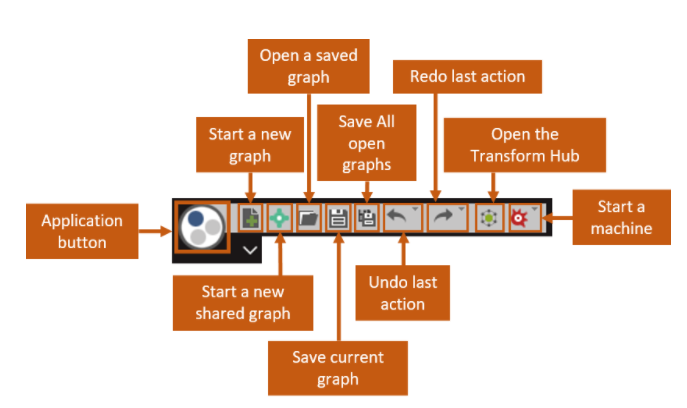 Open a saved
graph
Redo last action
Start a new
graph
Save All
open
graphs
Open the
Transform Hub
Application
button
Start a
machine
Start a new
shared graph
Undo last
action
Save current
graph